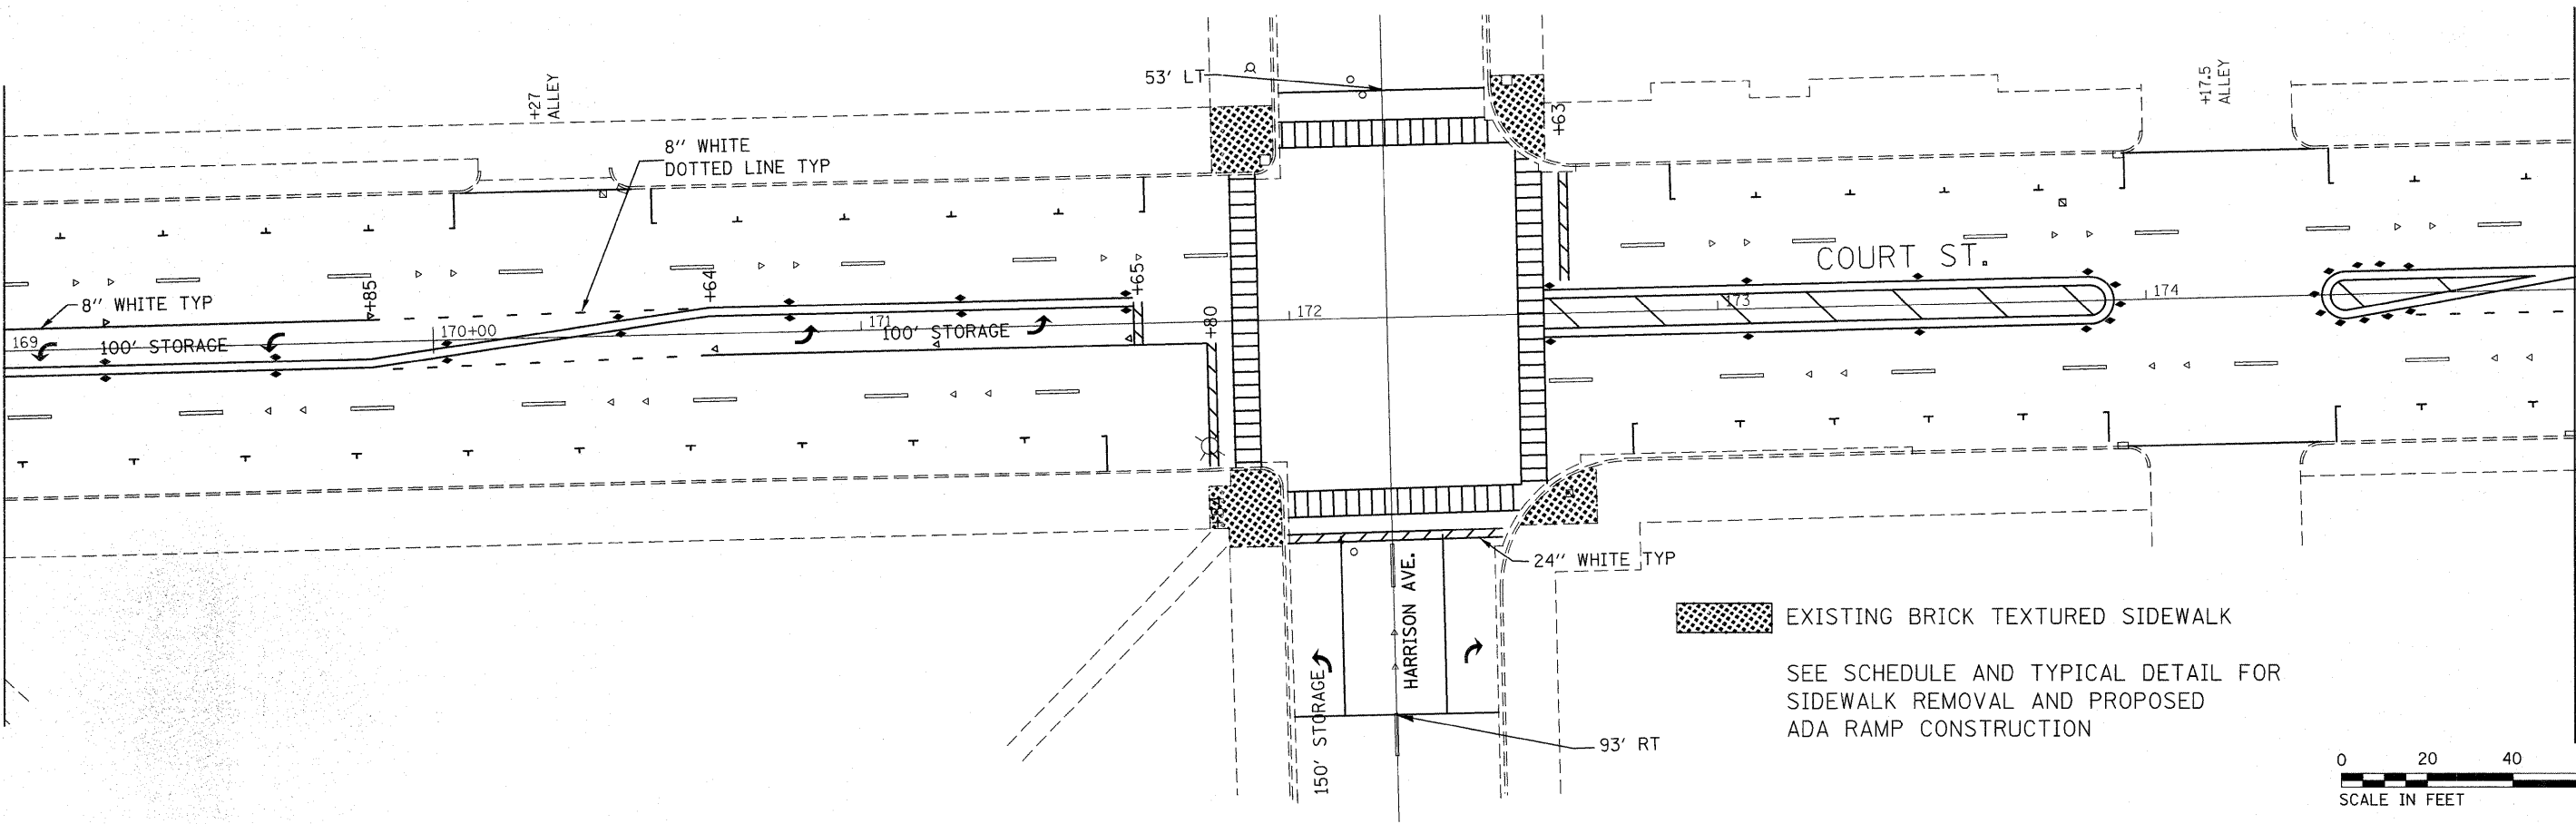 53' LT
+27
ALLEY
8" WHITE
DOTTED LINE TYP
+63
+17.5
ALLEY
COURT ST.
+85
+64
+65
8" WHITE TYP
+80
169
100' STORAGE
170+00
171
100' STORAGE
172
173
174
24" WHITE TYP
HARRISON AVE.
150' STORAGE
93' RT
EXISTING BRICK TEXTURED SIDEWALK
SEE SCHEDULE AND TYPICAL DETAIL FOR
SIDEWALK REMOVAL AND PROPOSED
ADA RAMP CONSTRUCTION
0 20 40
SCALE IN FEET